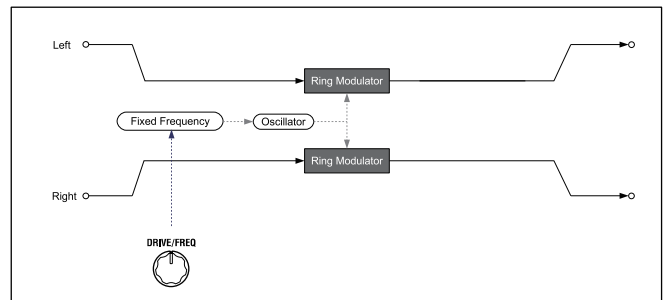 Left
Ring Modulator
Fixed Frequency
Oscillator
Ring Modulator
Right
DRIVE/FREQ